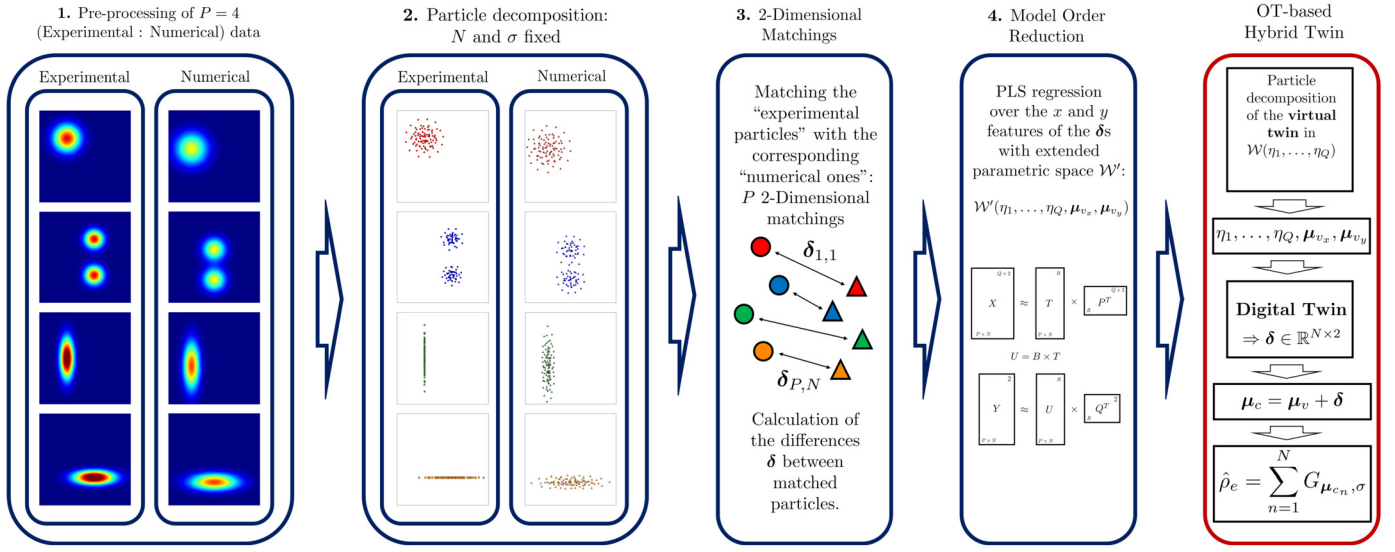 1. Pre-processing of P = 4
(Experimental : Numerical) data
Experimental
Numerical
2. Particle decomposition:
N and σ fixed
Experimental
Numerical
3. 2-Dimensional
Matchings
Matching the
“experimental
particles” with the
corresponding
“numerical ones”:
P 2-Dimensional
matchings
δ1,1
δP,N
Calculation of
the differences
δ between
matched
particles.
4. Model Order
Reduction
PLS regression
over the x and y
features of the δs
with extended
parametric space 𝒲′:
𝒲′(η1, . . . , ηQ, μvx, μvy)
Q+2
R
X ≈ T × P^T
Q+2
P×N
P×N
R
U = B × T
2
R
Y ≈ U × Q^T
2
P×N
P×N
R
OT-based
Hybrid Twin
Particle
decomposition
of the virtual
twin in
𝒲(η1, . . . , ηQ)
η1, . . . , ηQ, μvx, μvy
Digital Twin
⇒ δ ∈ ℝ^N×2
μc = μv + δ
ρ̂e = ∑_{n=1}^{N} Gμcn,σ